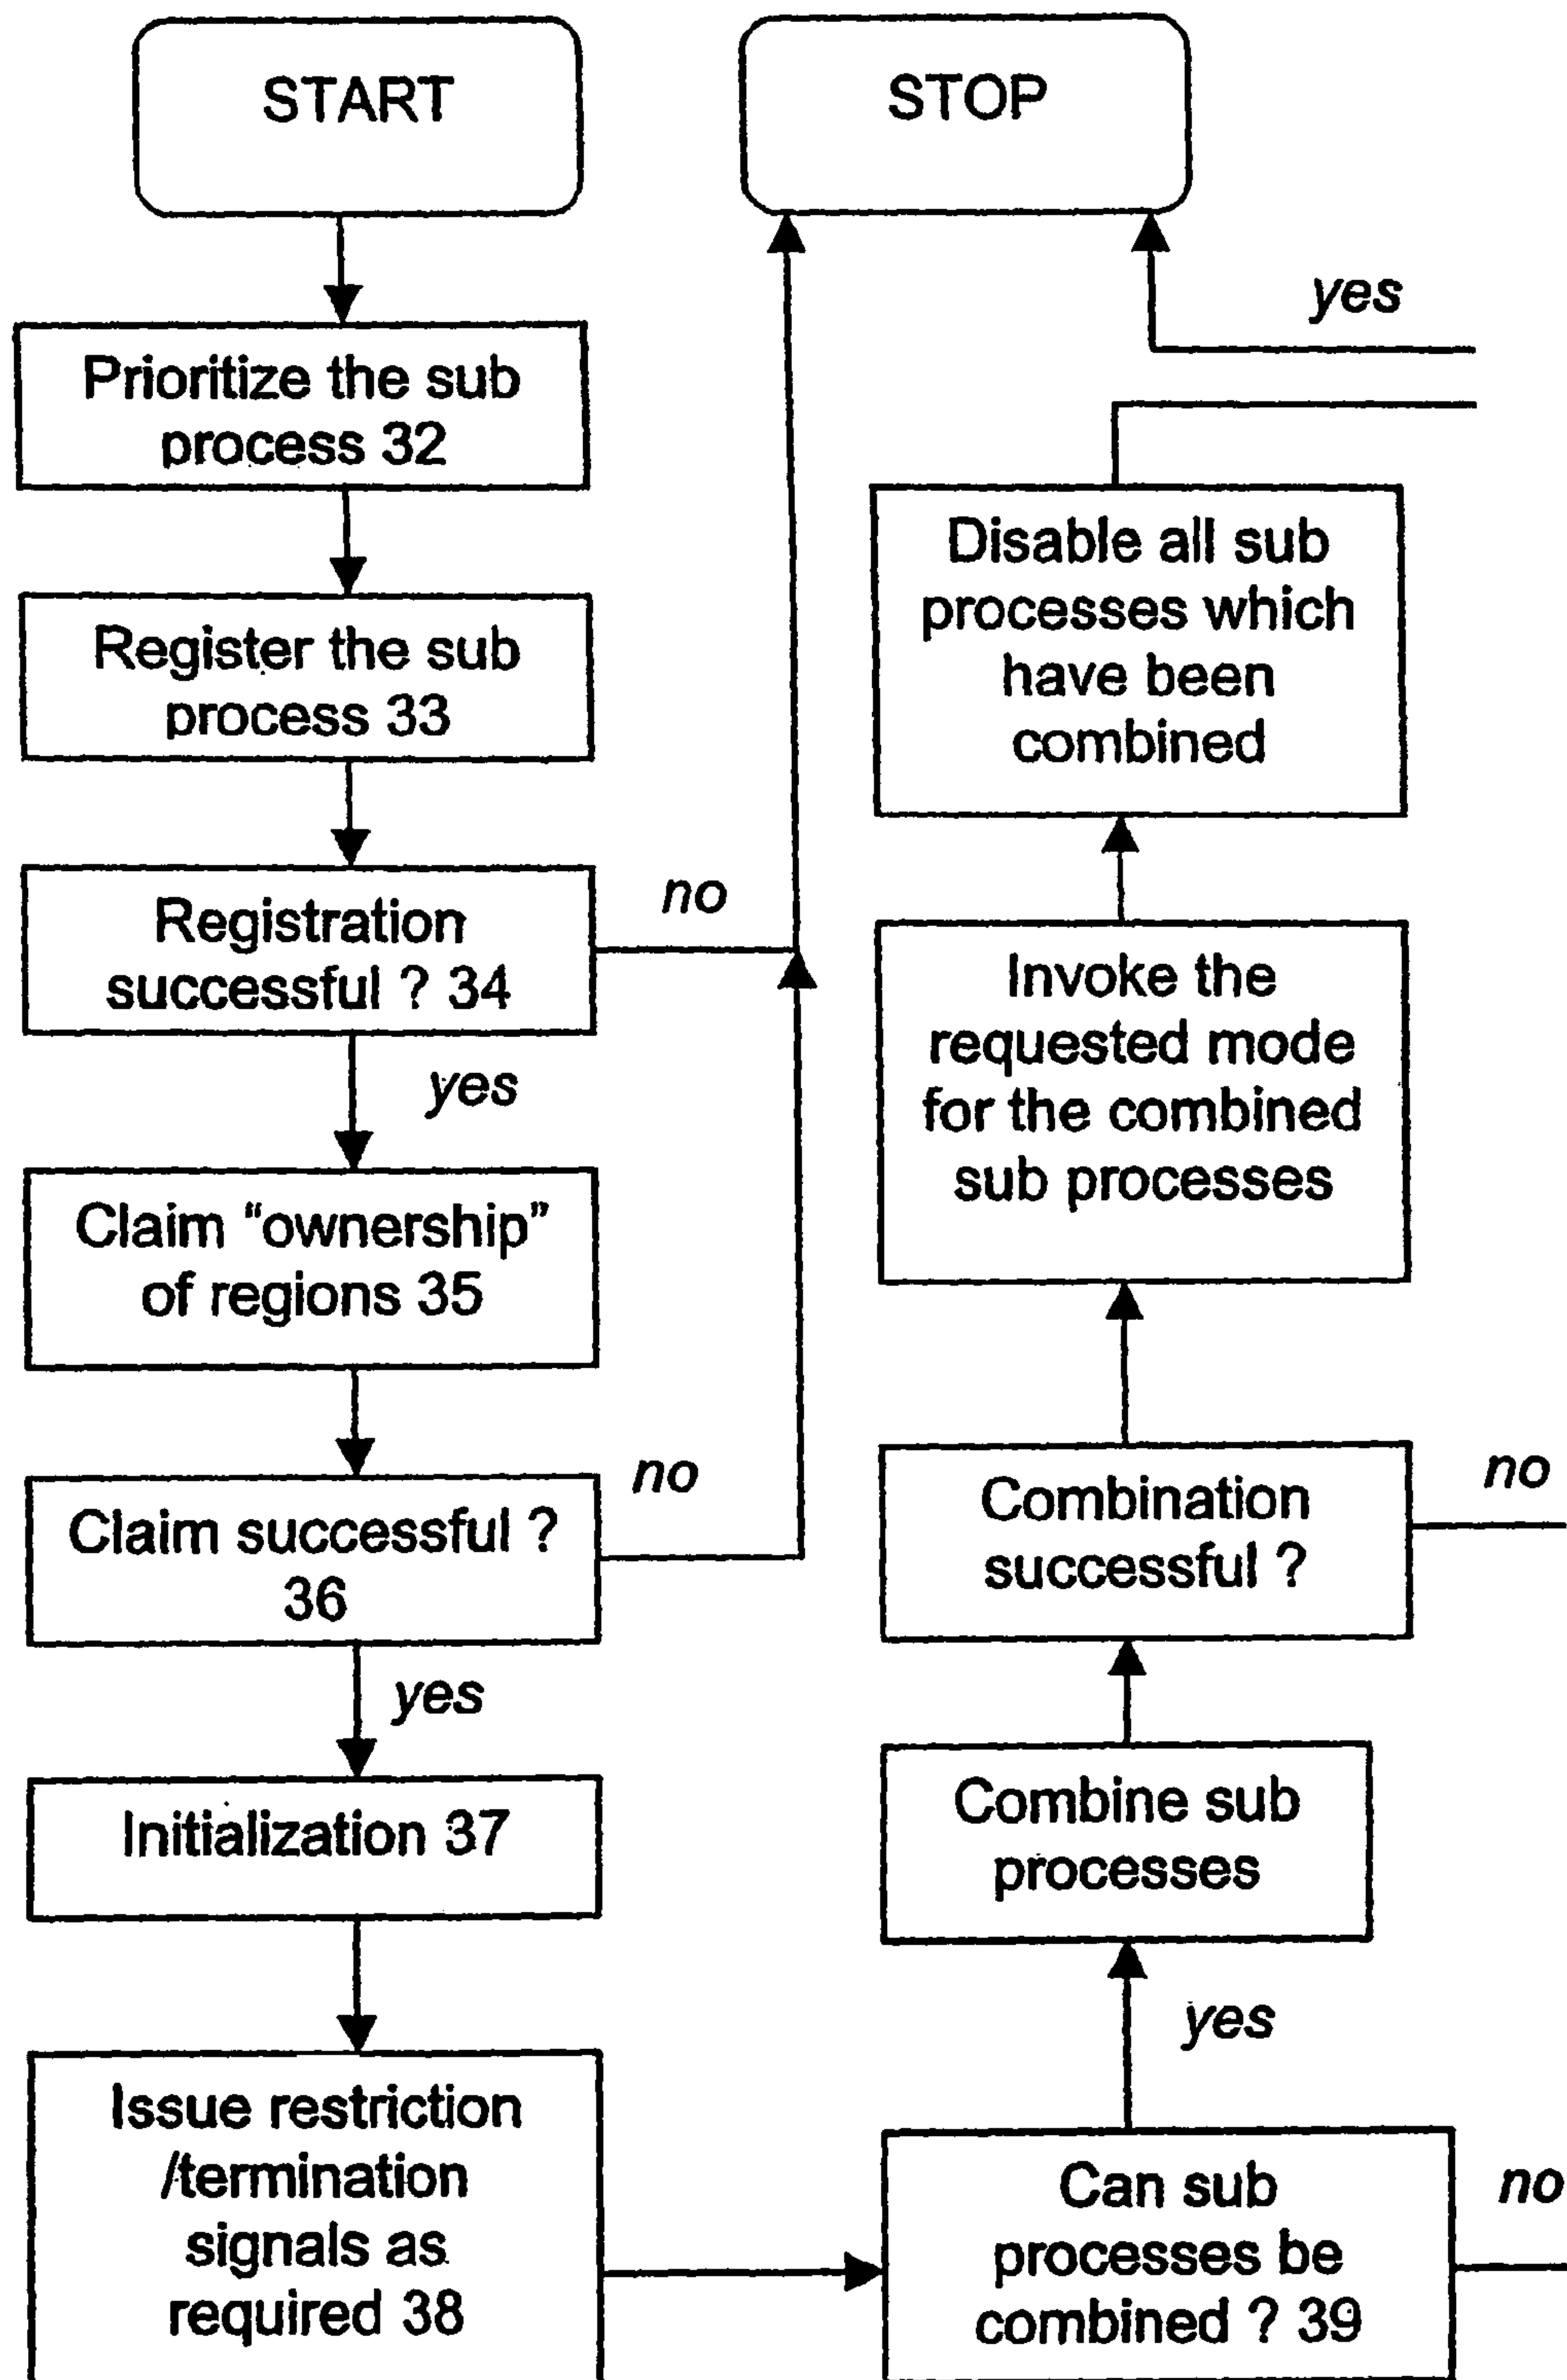 START
Prioritize the sub
process 32
Register the sub
process 33
Registration
successful ? 34
no
yes
Claim “ownership”
of regions 35
Claim successful ?
36
no
yes
Initialization 37
Issue restriction
/termination
signals as
required 38
STOP
yes
Disable all sub
processes which
have been
combined
Invoke the
requested mode
for the combined
sub processes
Combination
successful ?
no
Combine sub
processes
yes
Can sub
processes be
combined ? 39
no